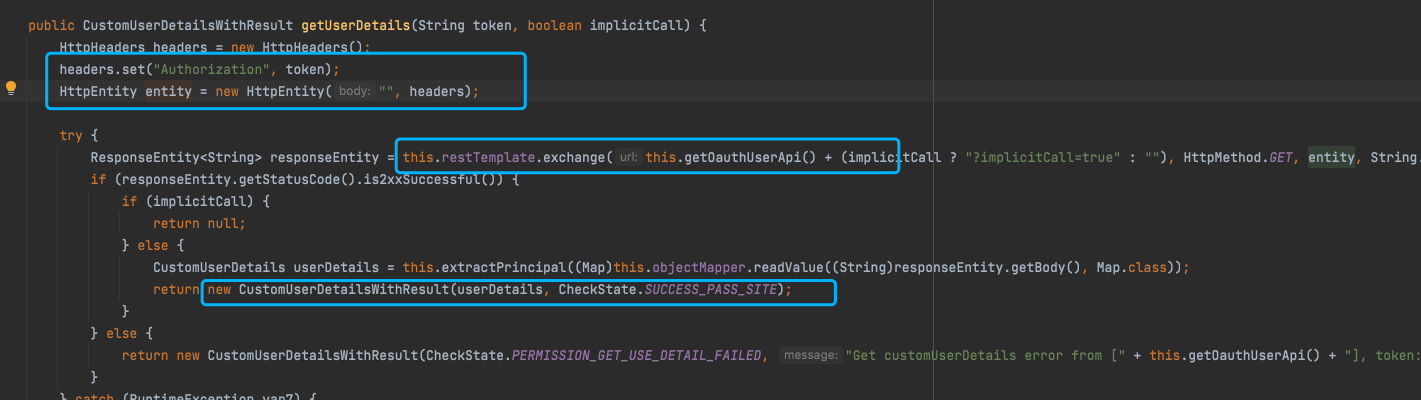 public CustomUserDetailsWithResult getUserDetails(String token, boolean implicitCall) {
HttpHeaders headers = new HttpHeaders();
headers.set("Authorization", token);
HttpEntity entity = new HttpEntity( body: "", headers);
try {
ResponseEntity<String> responseEntity = this.restTemplate.exchange( url: this.getOauthUserApi() + (implicitCall ? "?implicitCall=true" : ""), HttpMethod.GET, entity, String.
if (responseEntity.getStatusCode().is2xxSuccessful()) {
if (implicitCall) {
return null;
} else {
CustomUserDetails userDetails = this.extractPrincipal((Map)this.objectMapper.readValue((String)responseEntity.getBody(), Map.class));
return new CustomUserDetailsWithResult(userDetails, CheckState.SUCCESS_PASS_SITE);
}
} else {
return new CustomUserDetailsWithResult(CheckState.PERMISSION_GET_USE_DETAIL_FAILED, message: "Get customUserDetails error from [" + this.getOauthUserApi() + "], token:
}
} catch (RuntimeException var7) {